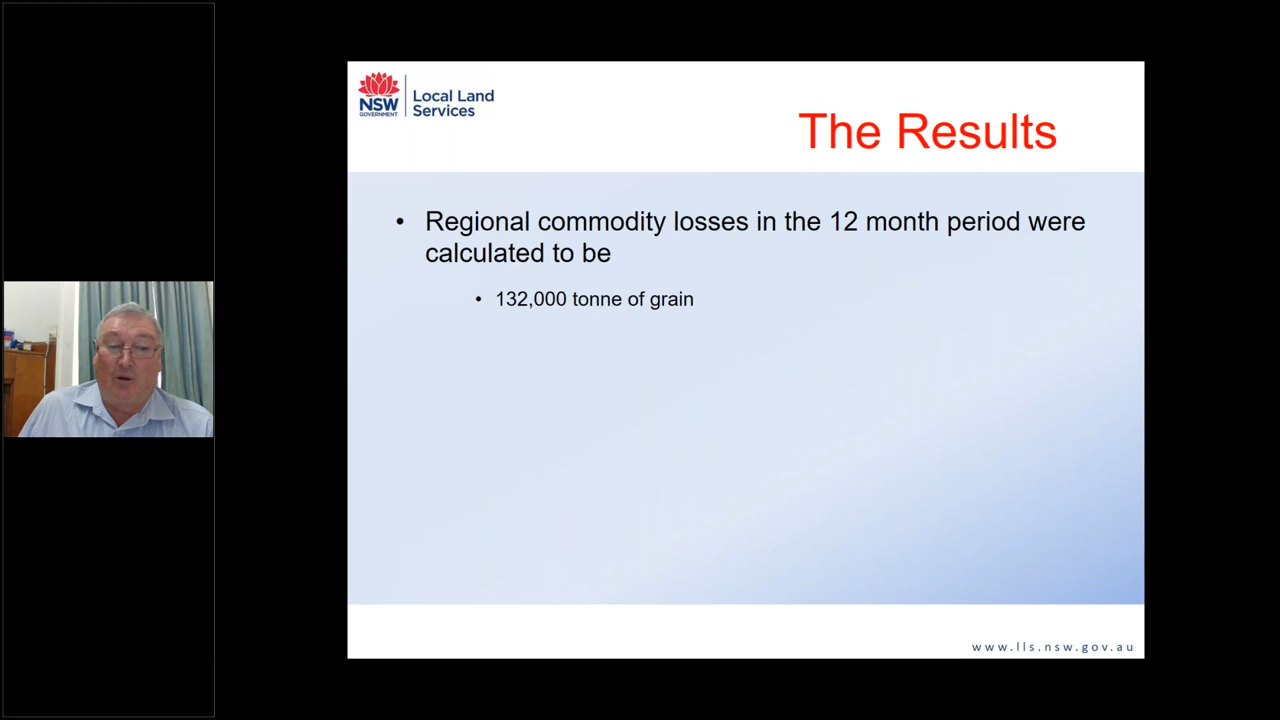 NSW
GOVERNMENT
Local Land
Services
The Results
• Regional commodity losses in the 12 month period were
calculated to be
• 132,000 tonne of grain
www.lls.nsw.gov.au